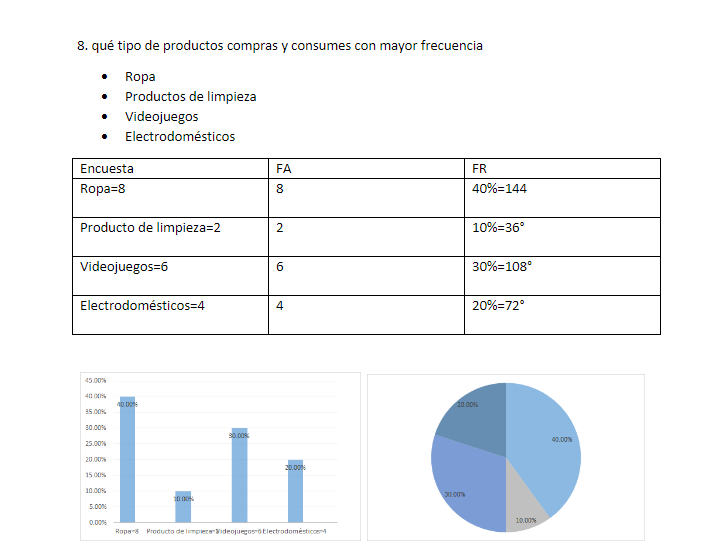 8. qué tipo de productos compras y consumes con mayor frecuencia
• Ropa
• Productos de limpieza
• Videojuegos
• Electrodomésticos
Encuesta FA FR
Ropa=8 8 40%=144
Producto de limpieza=2 2 10%=36°
Videojuegos=6 6 30%=108°
Electrodomésticos=4 4 20%=72°
45.00%
40.00%
35.00%
30.00%
25.00%
20.00%
15.00%
10.00%
5.00%
0.00%
40.00%
10.00%
30.00%
20.00%
Ropa=8 Producto de limpieza=2 Videojuegos=6 Electrodomésticos=4
20.00%
40.00%
30.00%
10.00%